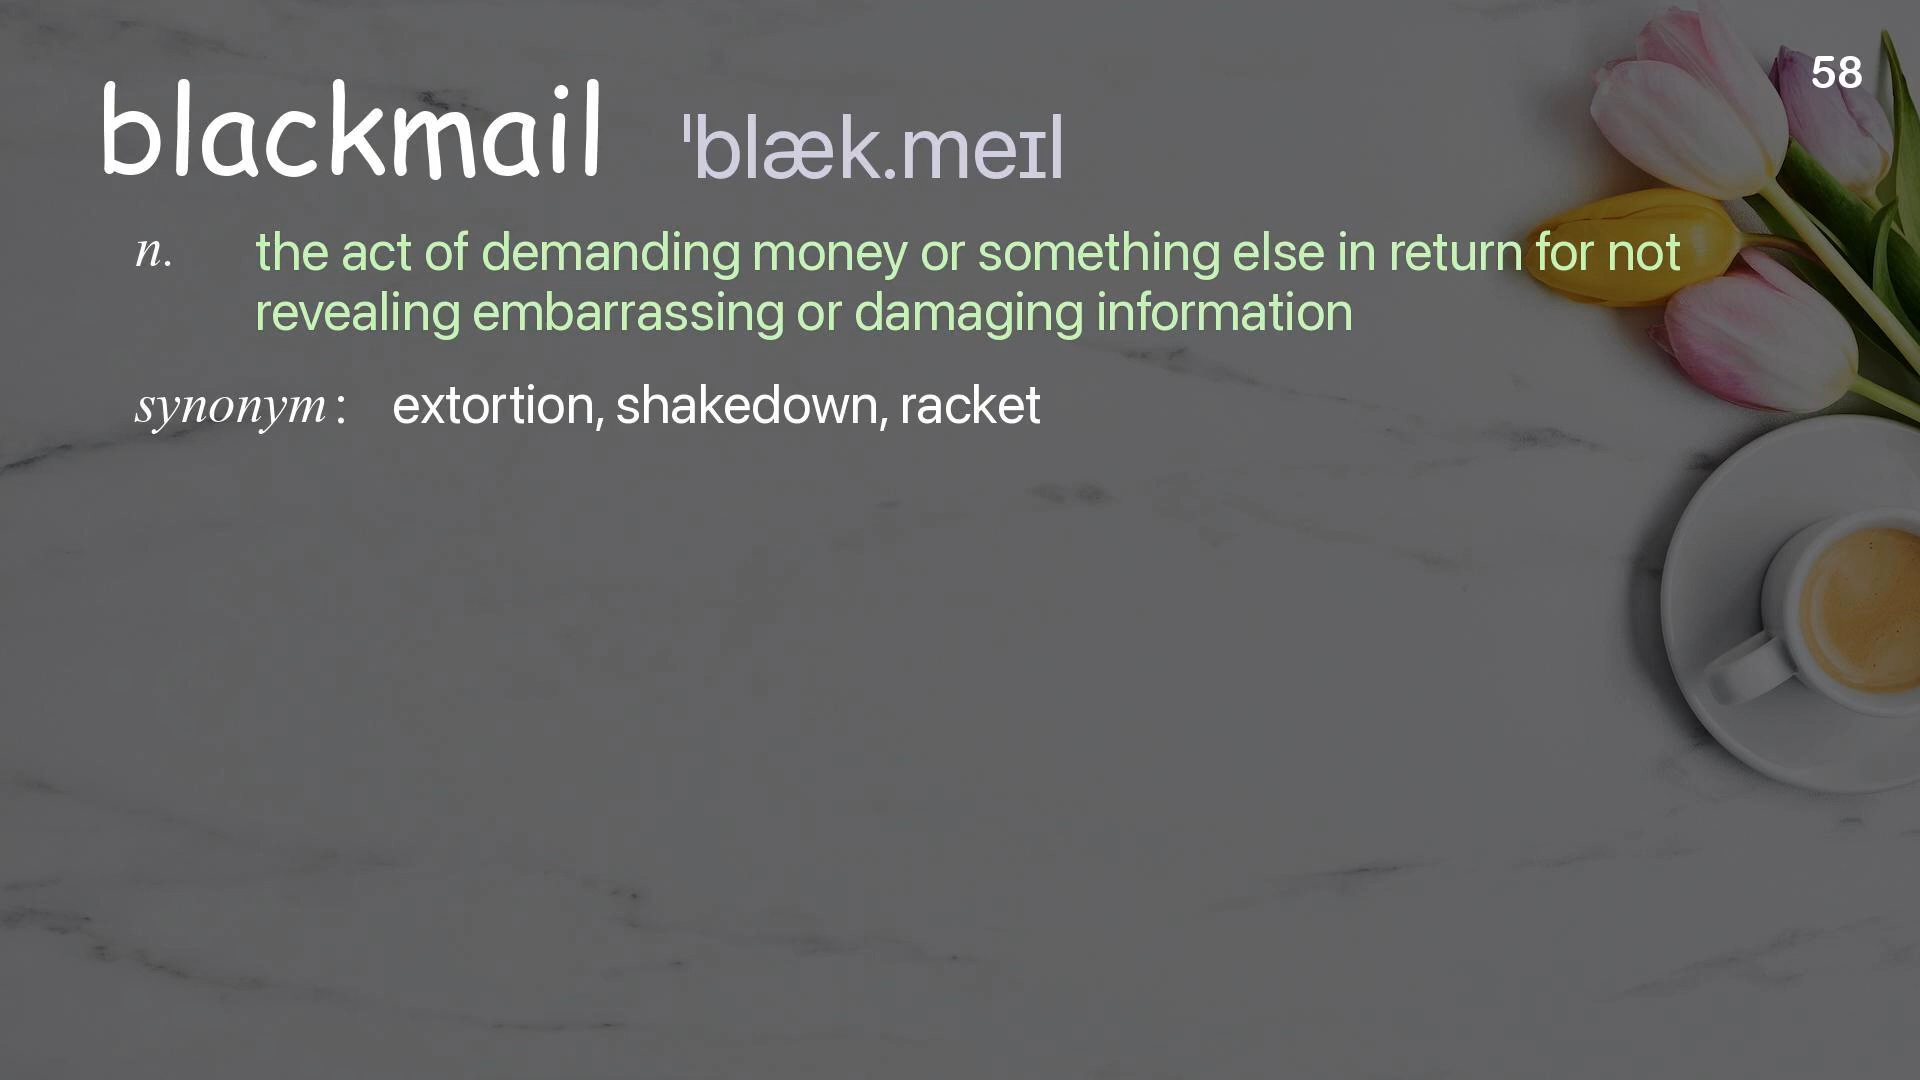 58
blackmail ˈblæk.meɪl
n. the act of demanding money or something else in return for not
revealing embarrassing or damaging information
synonym : extortion, shakedown, racket